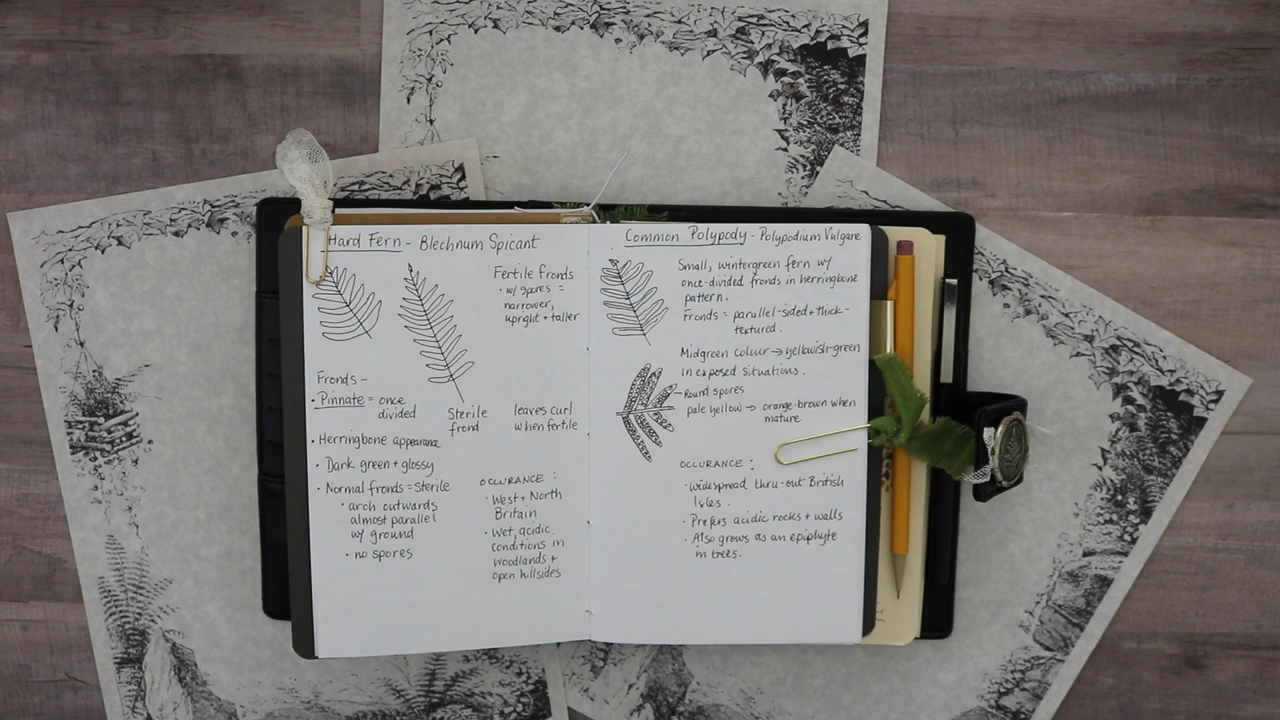 Hard Fern - Blechnum Spicant
Fertile fronds
• w/ spores =
narrower,
upright + taller
Fronds -
• Pinnate = once
divided
Sterile
frond
leaves curl
when fertile
• Herringbone appearance
• Dark green + glossy
• Normal fronds = Sterile
• arch outwards
almost parallel
w/ ground
• no spores
OCCURANCE :
• West + North
Britain
• Wet, acidic
conditions in
woodlands +
open hillsides
Common Polypody - Polypodium Vulgare
Small, wintergreen fern w/
once-divided fronds in herringbone
pattern.
Fronds = parallel-sided + thick-
textured.
Midgreen colour → yellowish-green
in exposed situations.
Round spores
pale yellow → orange-brown when
mature.
OCCURANCE :
• Widespread thru-out British
Isles.
• Prefers acidic rocks + walls
• Also grows as an epiphyte
in trees.